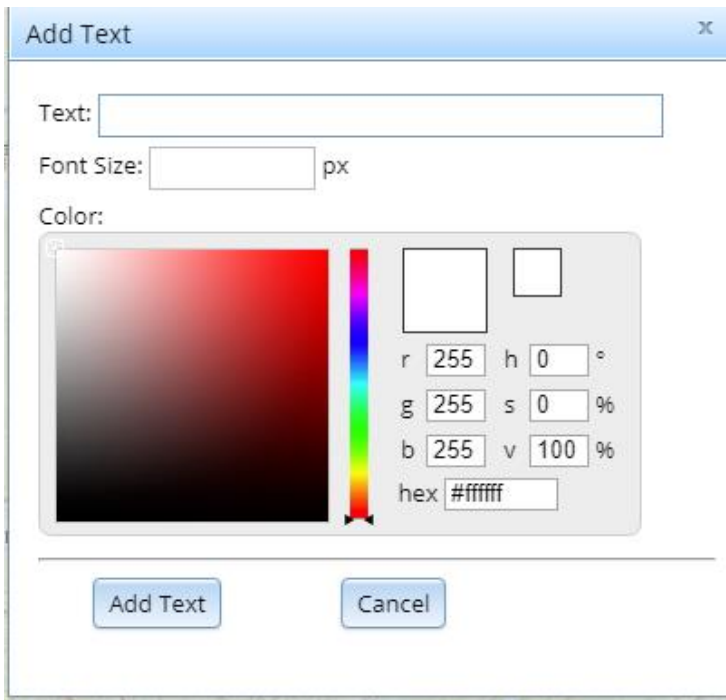 Add Text x
Text:
Font Size: px
Color:
r 255 h 0 °
g 255 s 0 %
b 255 v 100 %
hex #ffffff
Add Text Cancel